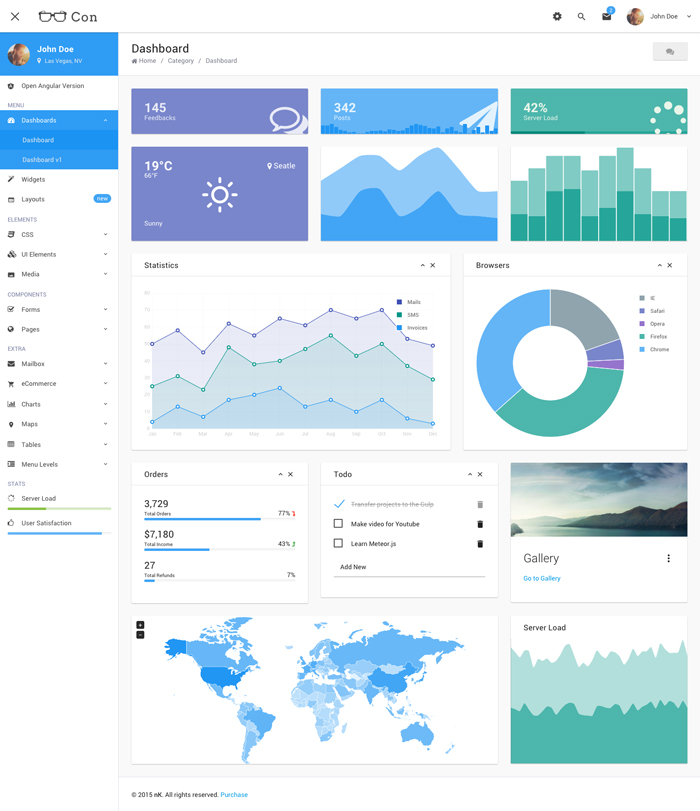 Con
2
John Doe
John Doe
Las Vegas, NV
Open Angular Version
MENU
Dashboards
Dashboard
Dashboard v1
Widgets
Layouts new
ELEMENTS
CSS
UI Elements
Media
COMPONENTS
Forms
Pages
EXTRA
Mailbox
eCommerce
Charts
Maps
Tables
Menu Levels
STATS
Server Load
User Satisfaction
Dashboard
Home / Category / Dashboard
145
Feedbacks
342
Posts
42%
Server Load
19°C
66°F
Seatle
Sunny
Statistics
Mails
SMS
Invoices
80
70
60
50
40
30
20
10
0
Jan Feb Mar Apr May Jun Jul Aug Sep Oct Nov Dec
Browsers
IE
Safari
Opera
Firefox
Chrome
Orders
3,729
Total Orders 77%
$7,180
Total Income 43%
27
Total Refunds 7%
Todo
Transfer projects to the Gulp
Make video for Youtube
Learn Meteor.js
Add New
Gallery
Go to Gallery
+
−
Server Load
© 2015 nK. All rights reserved. Purchase